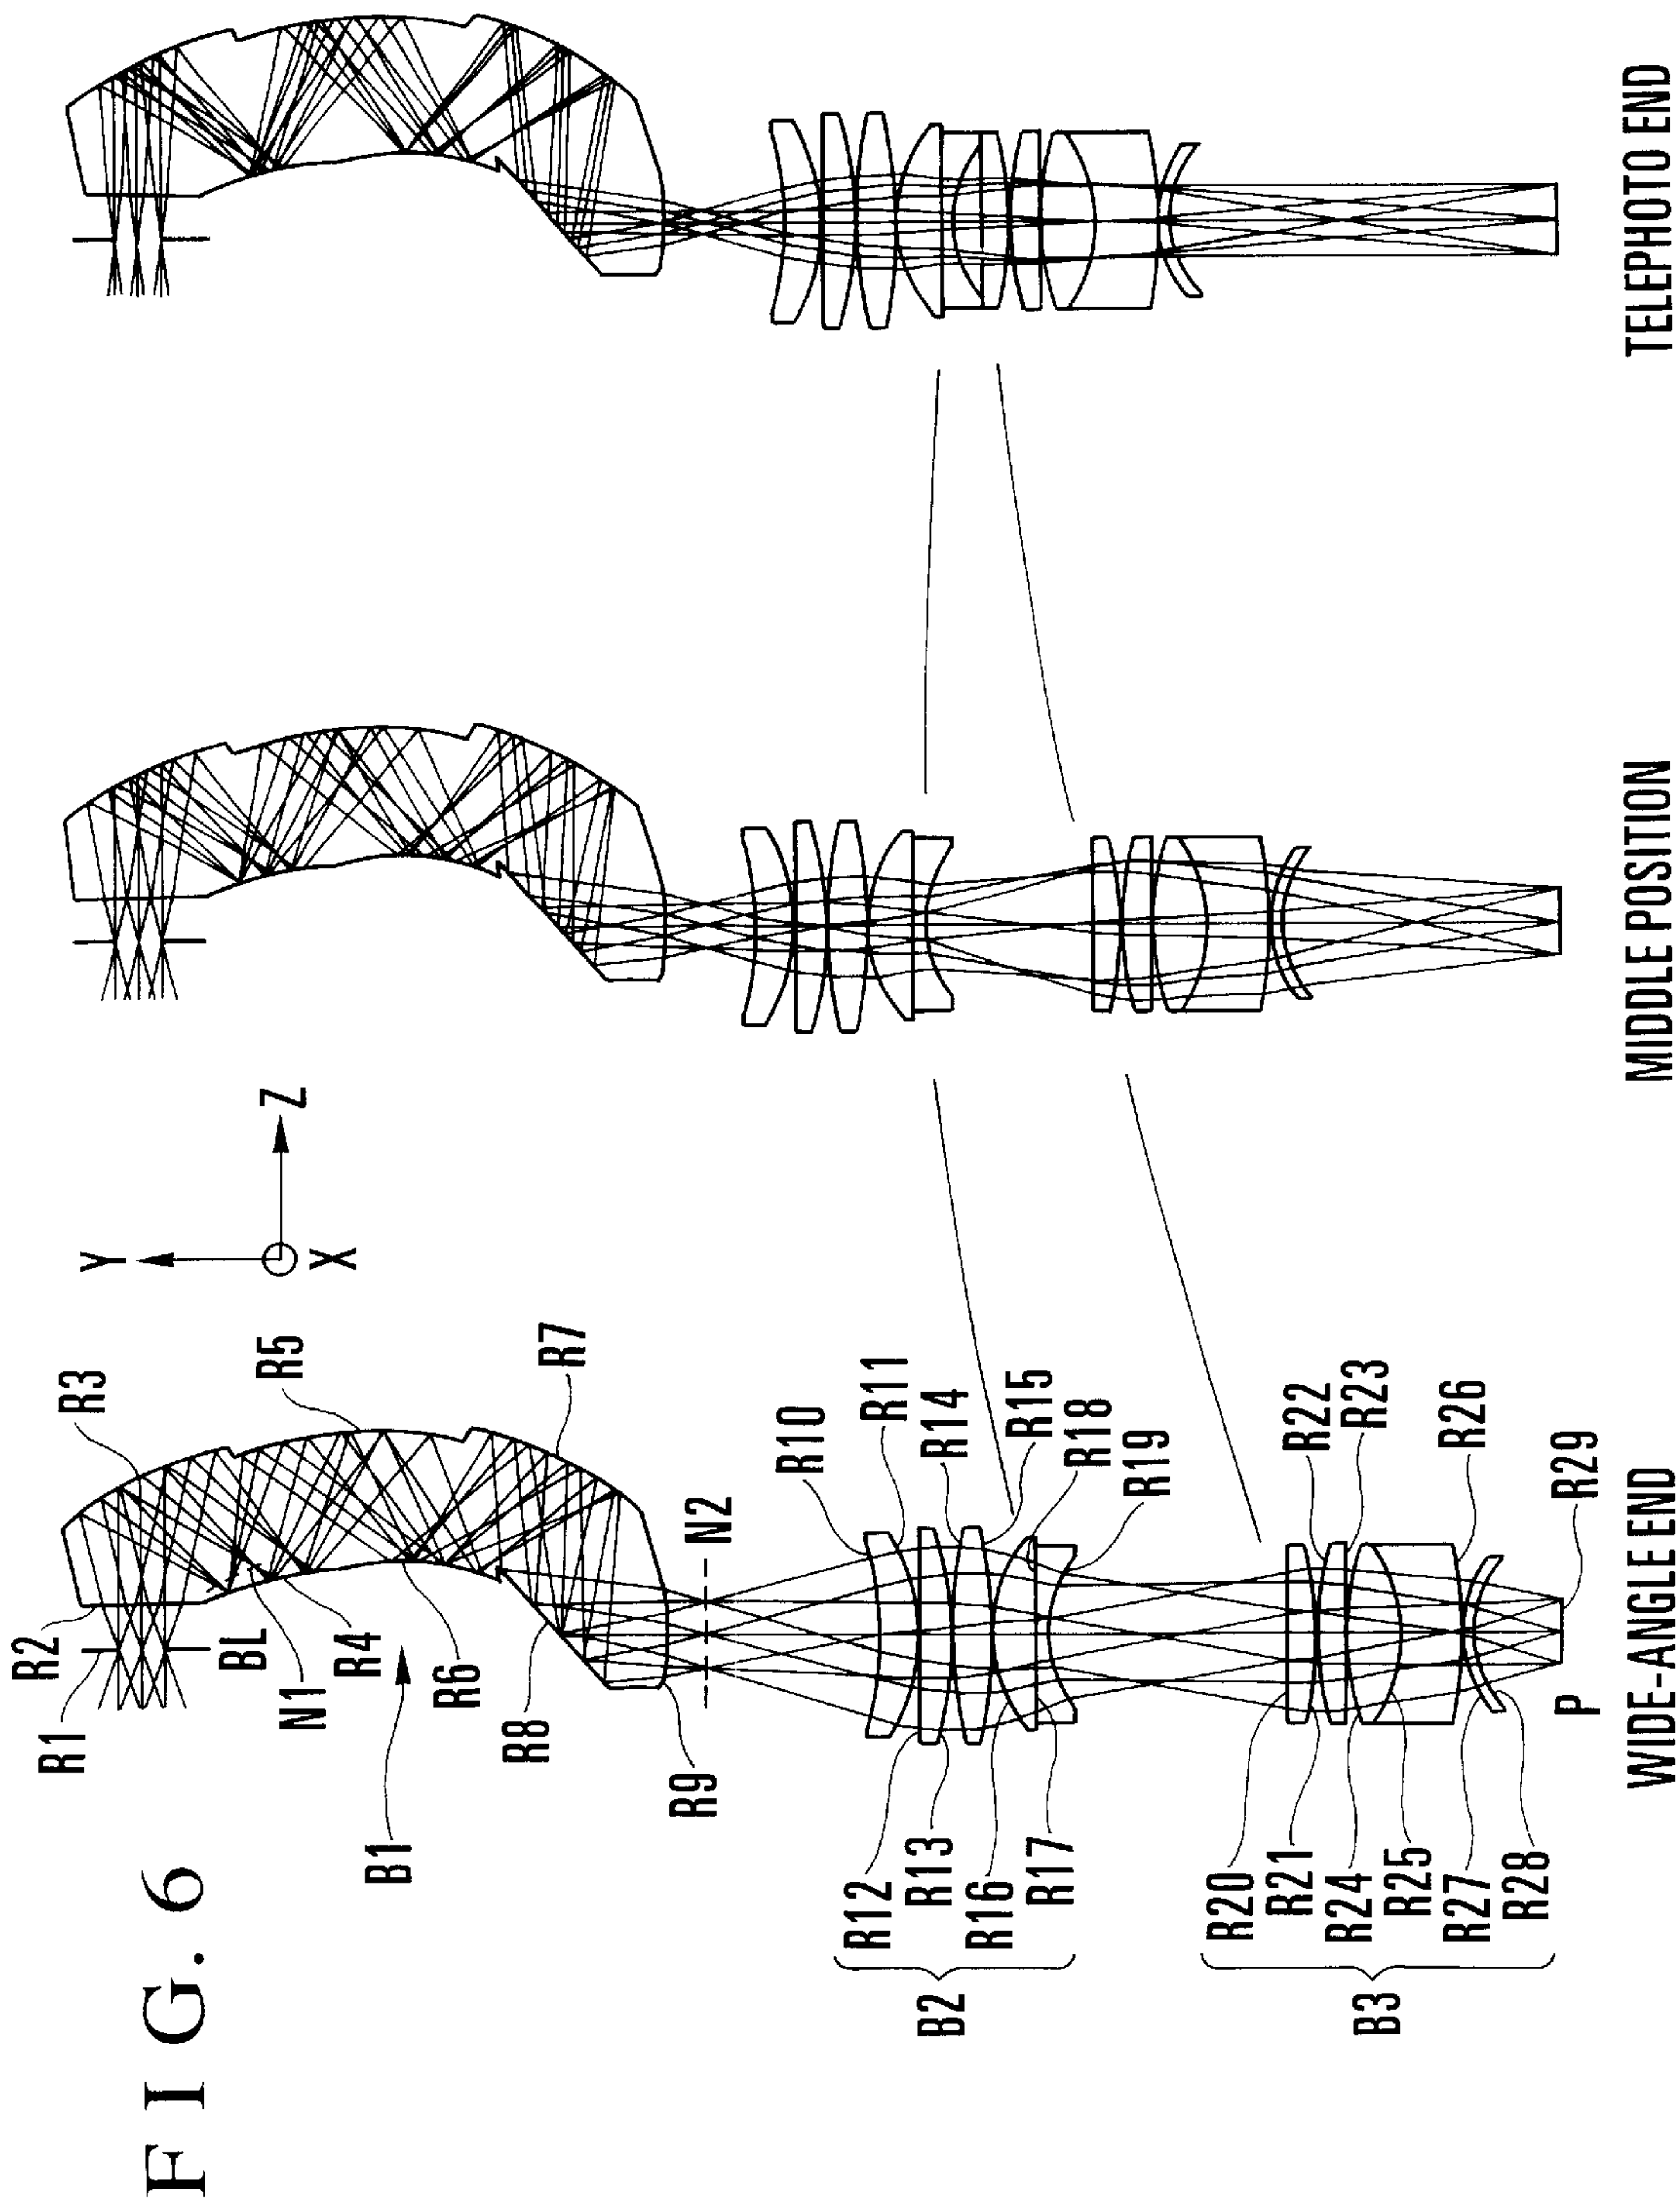 FIG. 6
R1
R2
R3
BL
N1
R4
R5
B1
R6
R7
R8
R9
N2
R10
R11
R12
R13
R14
R15
R16
R17
R18
R19
B2
R20
R21
R22
R23
R24
R25
R26
R27
R28
B3
P
R29
WIDE-ANGLE END
Y
Z
X
MIDDLE POSITION
TELEPHOTO END